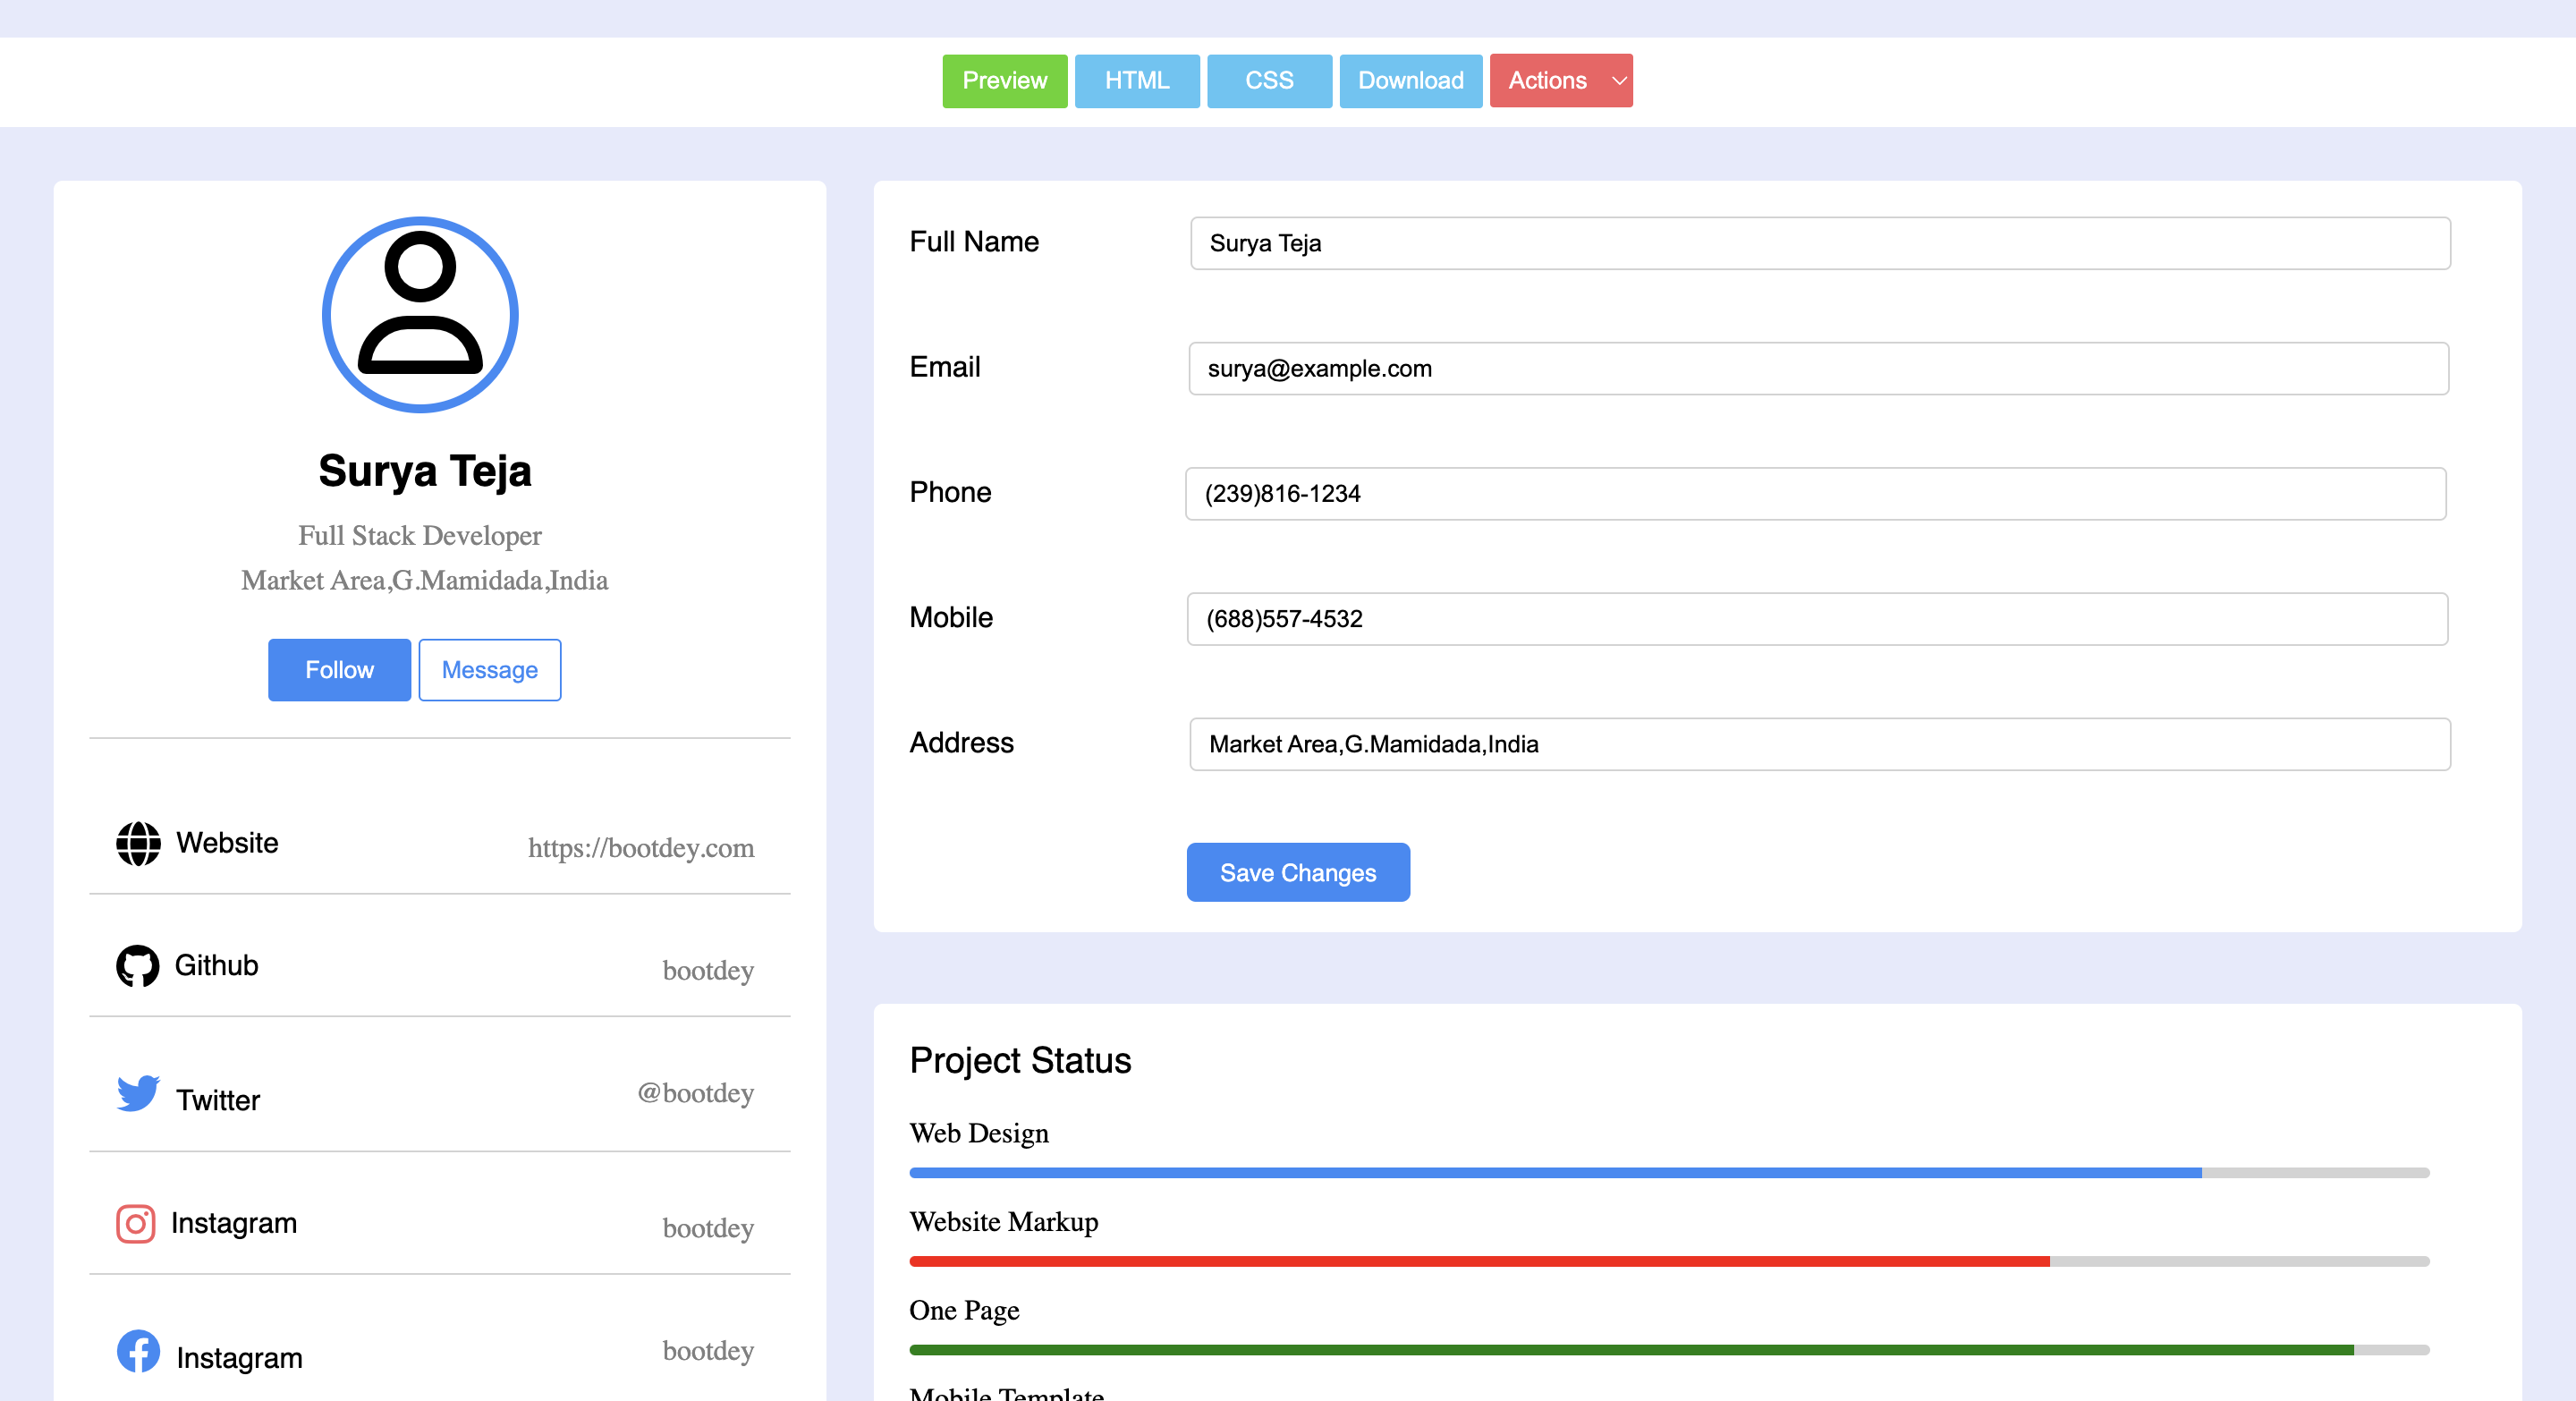 Preview HTML CSS Download Actions
Surya Teja
Full Stack Developer
Market Area,G.Mamidada,India
Follow Message
Website https://bootdey.com
Github bootdey
Twitter @bootdey
Instagram bootdey
Instagram bootdey
Full Name Surya Teja
Email surya@example.com
Phone (239)816-1234
Mobile (688)557-4532
Address Market Area,G.Mamidada,India
Save Changes
Project Status
Web Design
Website Markup
One Page
Mobile Template